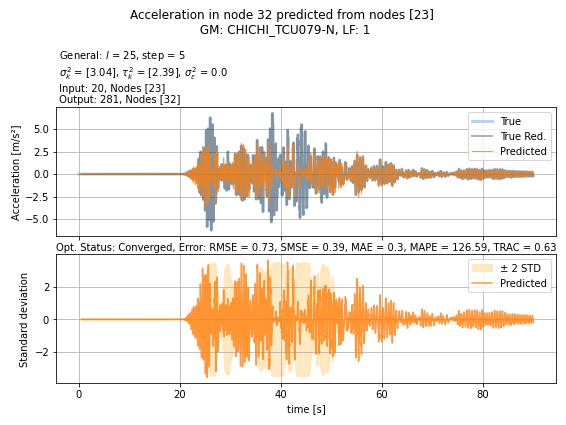 Acceleration in node 32 predicted from nodes [23]
GM: CHICHI_TCU079-N, LF: 1
General: l = 25, step = 5
σ²ₖ = [3.04], τ²ₖ = [2.39], σ²ε = 0.0
Input: 20, Nodes [23]
Output: 281, Nodes [32]
Acceleration [m/s²]
5.0
2.5
0.0
−2.5
−5.0
True
True Red.
Predicted
Opt. Status: Converged, Error: RMSE = 0.73, SMSE = 0.39, MAE = 0.3, MAPE = 126.59, TRAC = 0.63
Standard deviation
2
0
−2
± 2 STD
Predicted
0 20 40 60 80
time [s]